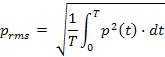 p_rms = √(1/T ∫₀ᵀ p²(t) · dt)